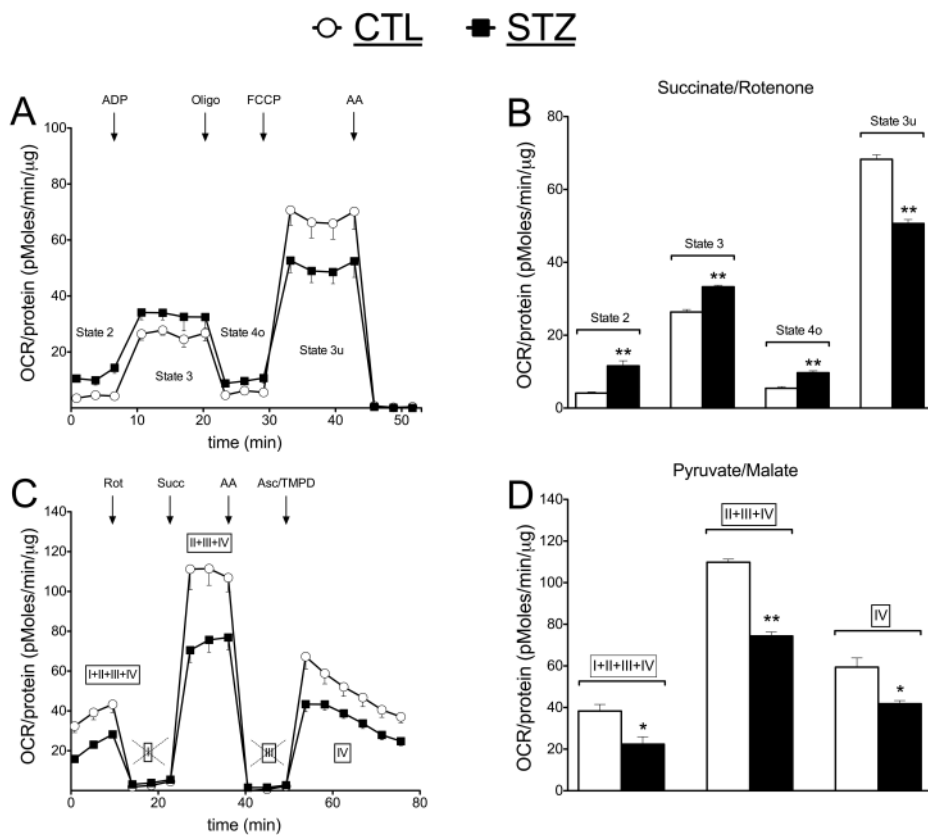 CTL STZ
A
ADP Oligo FCCP AA
OCR/protein (pMoles/min/μg)
100
80
60
40
20
State 2
State 3
State 4o
State 3u
0 10 20 30 40 50
time (min)
B
Succinate/Rotenone
OCR/protein (pMoles/min/μg)
80
60
40
20
0
State 2
**
State 3
**
State 4o
**
State 3u
**
C
Rot Succ AA Asc/TMPD
OCR/protein (pMoles/min/μg)
140
120
100
80
60
40
20
I+II+III+IV
I
II+III+IV
III
IV
0 20 40 60 80
time (min)
D
Pyruvate/Malate
OCR/protein (pMoles/min/μg)
140
120
100
80
60
40
20
0
I+II+III+IV
*
II+III+IV
**
IV
*